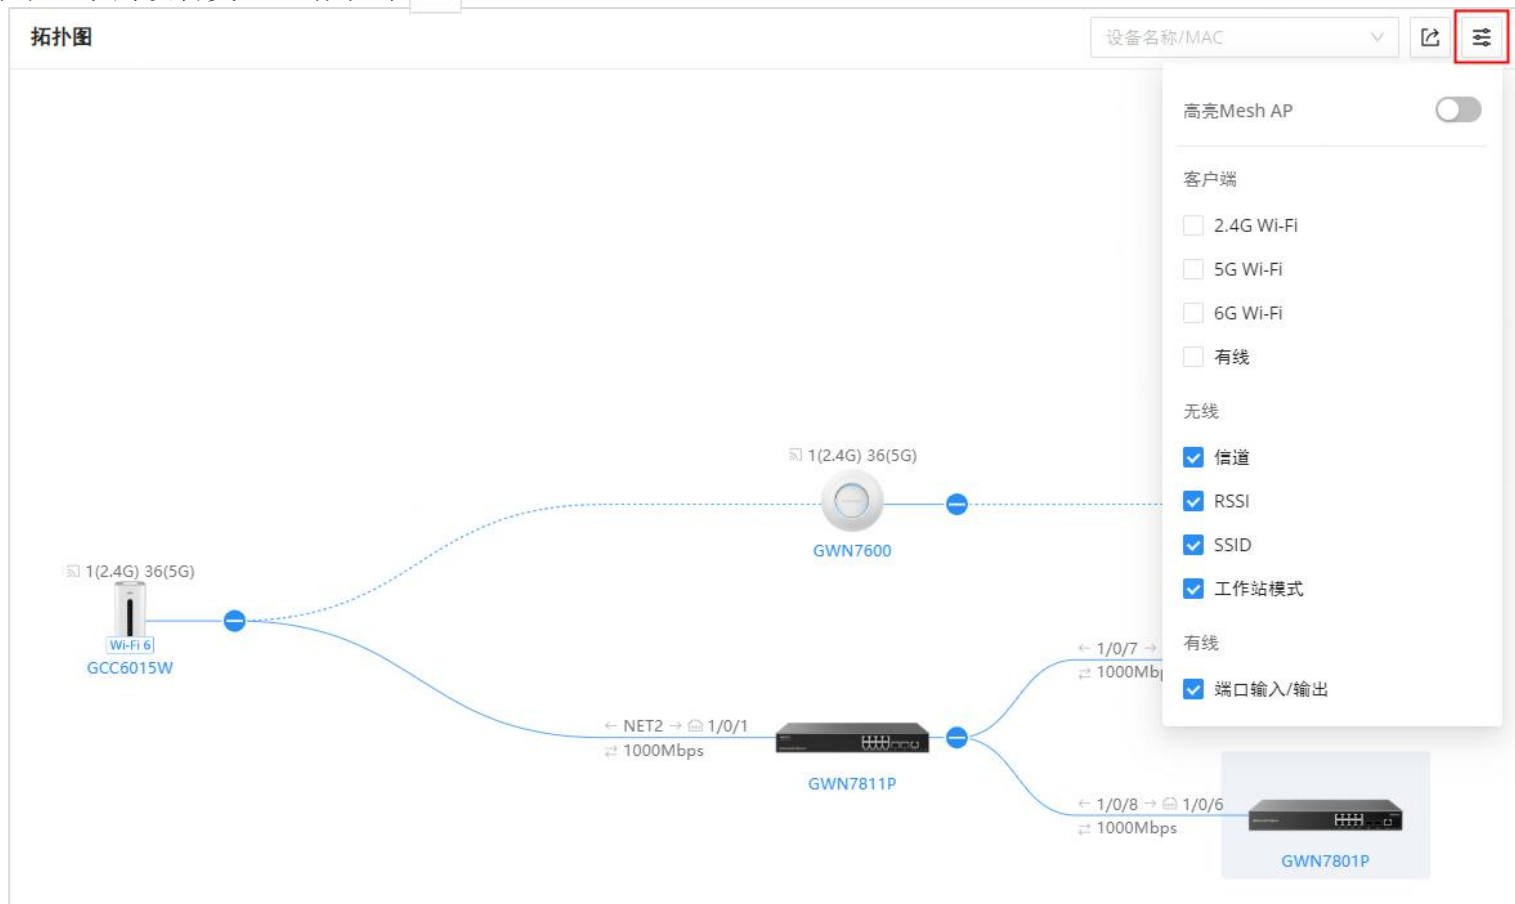 拓扑图
设备名称/MAC
高亮Mesh AP
客户端
2.4G Wi-Fi
5G Wi-Fi
6G Wi-Fi
有线
无线
信道
RSSI
SSID
工作站模式
有线
端口输入/输出
1(2.4G) 36(5G)
GWN7600
1(2.4G) 36(5G)
Wi-Fi 6
GCC6015W
← NET2 → 1/0/1
⇄ 1000Mbps
GWN7811P
← 1/0/7 →
⇄ 1000Mb
← 1/0/8 → 1/0/6
⇄ 1000Mbps
GWN7801P